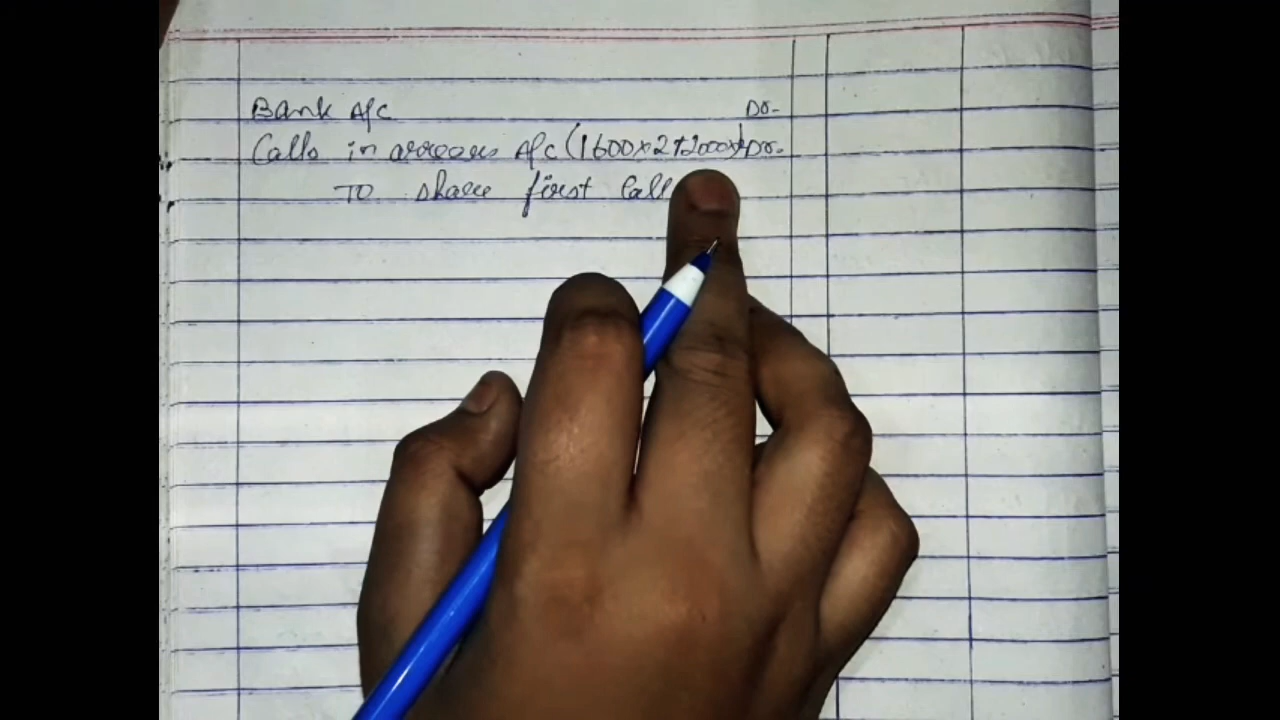 Bank A/c Dr.
Calls in arrears A/c (1600×2+2000× Dr.
To share first Call